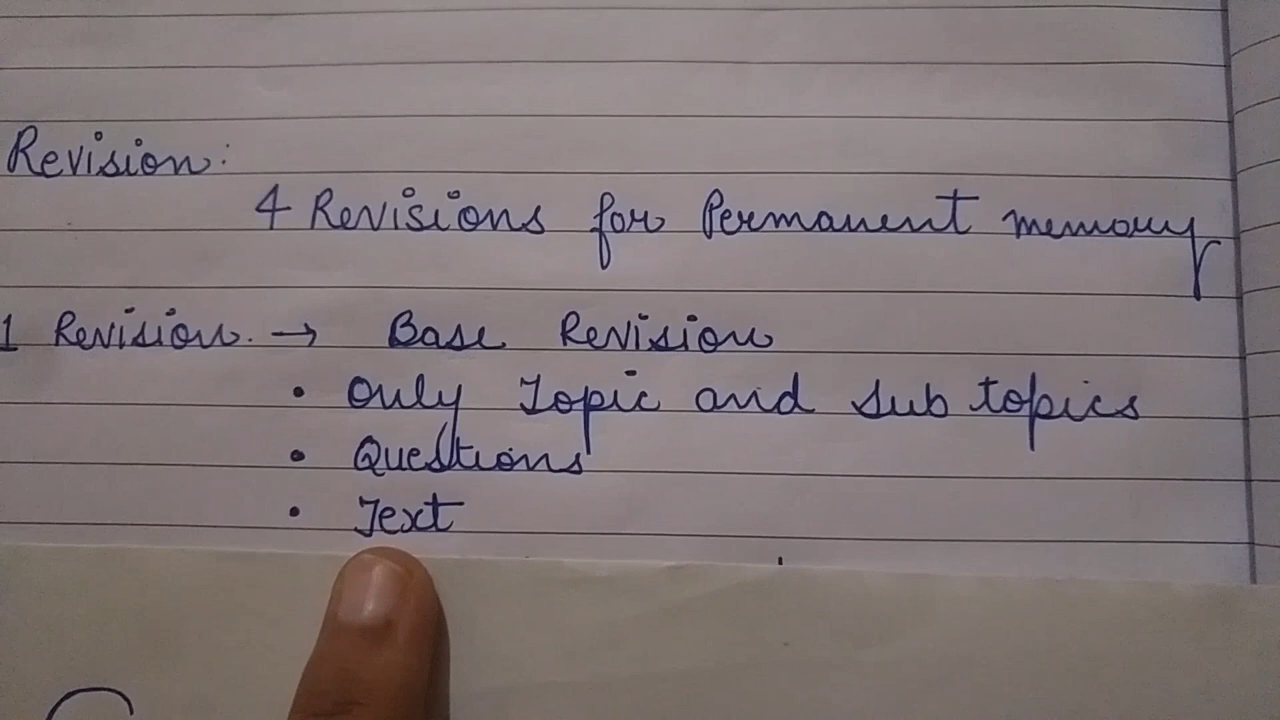 Revision:
4 Revisions for Permanent memory
1 Revision. → Base Revision
• Only Topic and Sub topics
• Questions
• Text